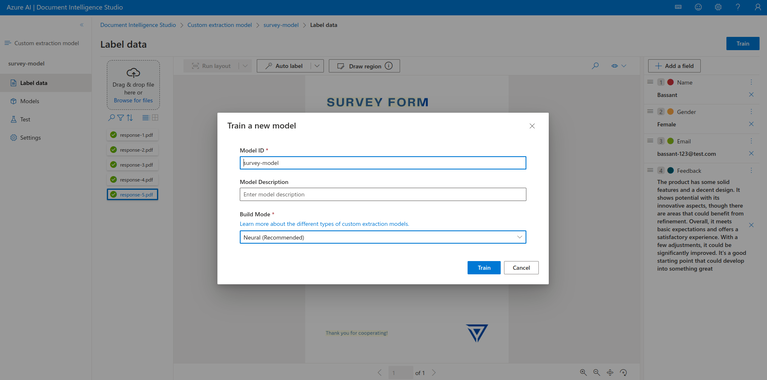 Azure AI | Document Intelligence Studio
Document Intelligence Studio > Custom extraction model > survey-model > Label data
Custom extraction model
Label data
Train
survey-model
Label data
Models
Test
Settings
Drag & drop file here or
Browse for files
response-1.pdf
response-2.pdf
response-3.pdf
response-4.pdf
response-5.pdf
Run layout
Auto label
Draw region
SURVEY FORM
Train a new model
Model ID *
survey-model
Model Description
Enter model description
Build Mode *
Learn more about the different types of custom extraction models.
Neural (Recommended)
Train
Cancel
Thank you for cooperating!
1 of 1
Add a field
1 Name
Bassant
2 Gender
Female
3 Email
bassant-123@test.com
4 Feedback
The product has some solid
features and a decent design. It
shows potential with its
innovative aspects, though there
are areas that could benefit from
refinement. Overall, it meets
basic expectations and offers a
satisfactory experience. With a
few adjustments, it could be
significantly improved. It's a good
starting point that could develop
into something great